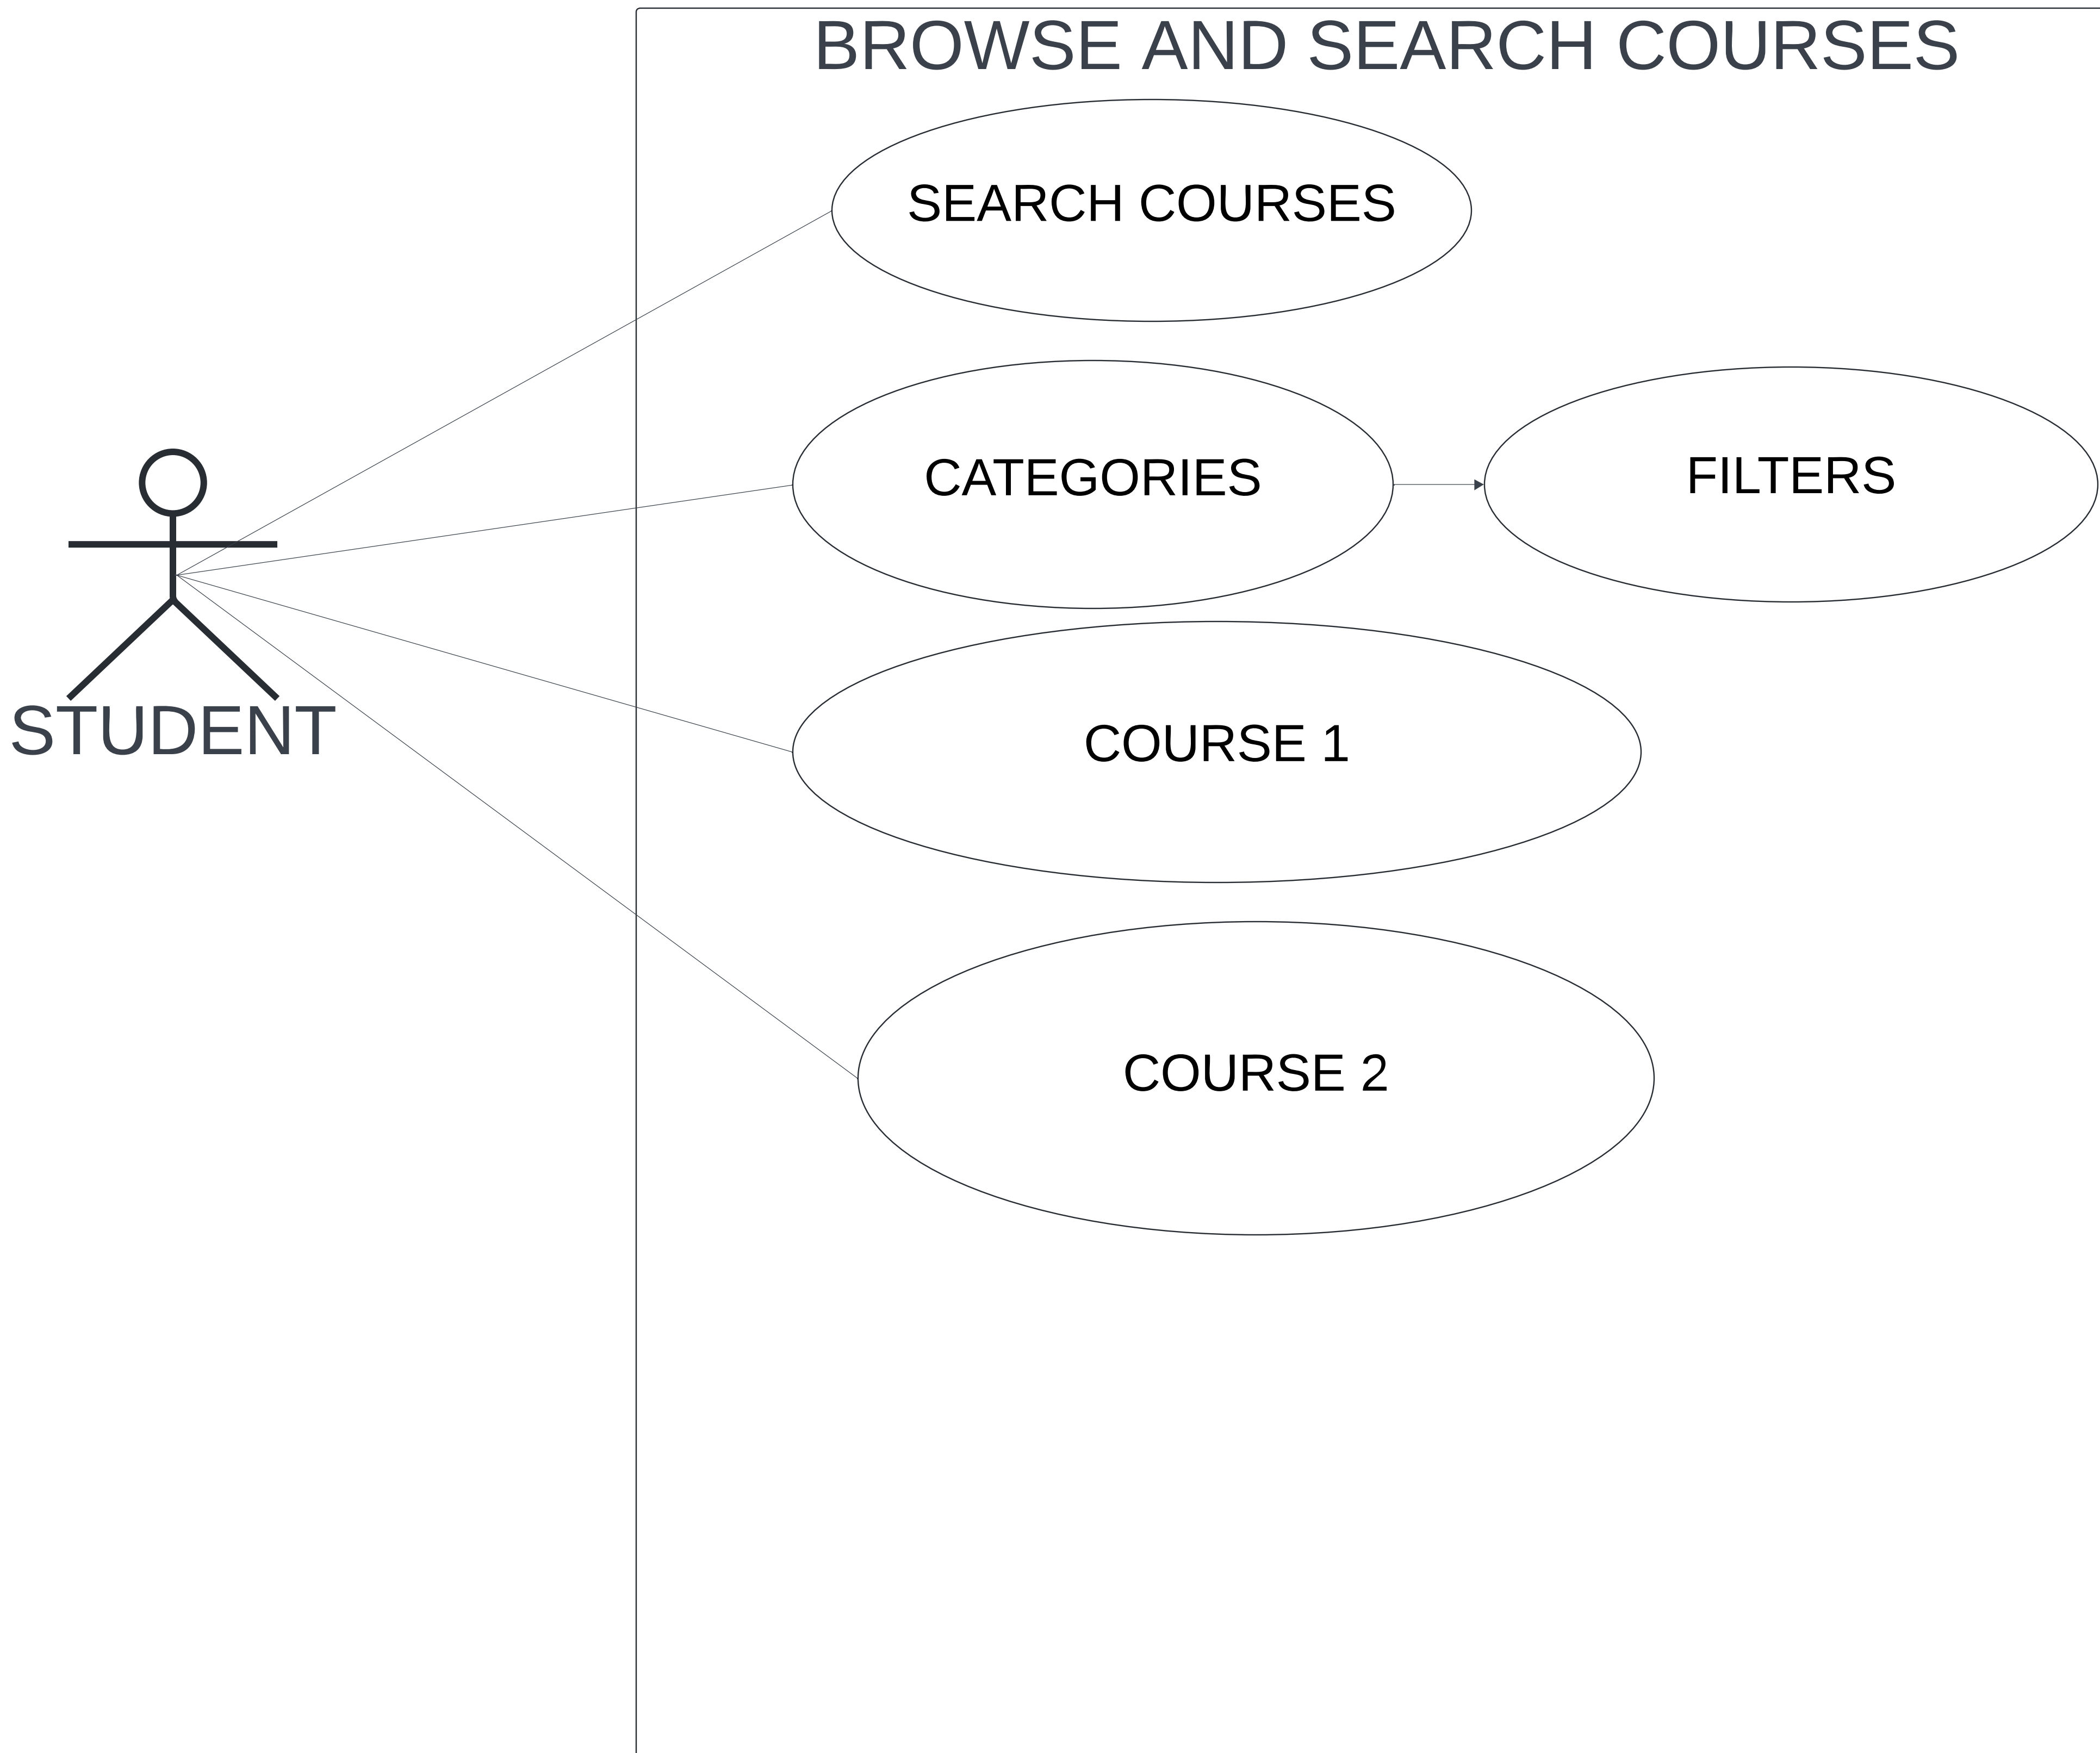 BROWSE AND SEARCH COURSES
SEARCH COURSES
CATEGORIES
FILTERS
STUDENT
COURSE 1
COURSE 2